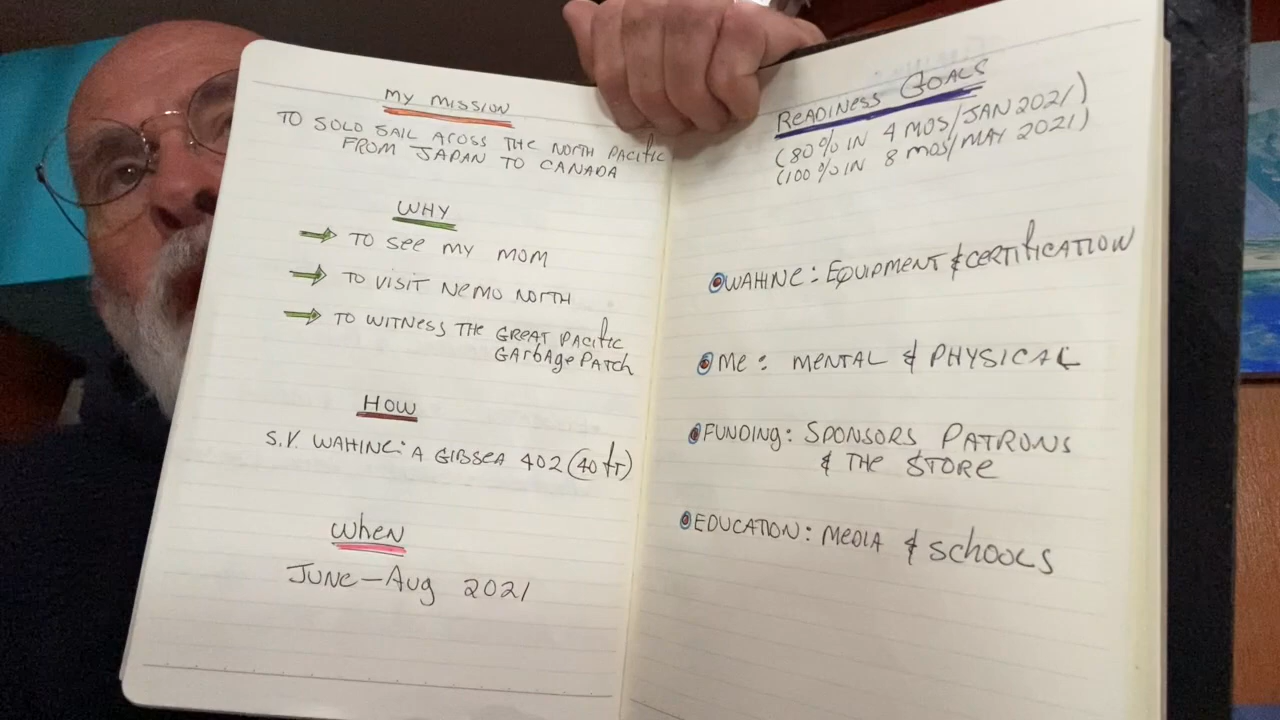 MY MISSION
TO SOLO SAIL AROSS THE NORTH PACIFIC
FROM JAPAN TO CANADA
WHY
TO SEE MY MOM
TO VISIT NEMO NORTH
TO WITNESS THE GREAT PACIFIC
GARBAGE PATCH
HOW
S.V. WAHINE: A GIBSEA 402 (40 FT)
WHEN
JUNE-AUG 2021
READINESS GOALS
(80% IN 4 MOS/JAN 2021)
(100% IN 8 MOS/MAY 2021)
WAHINE: EQUIPMENT & CERTIFICATION
ME: MENTAL & PHYSICAL
FUNDING: SPONSORS PATRONS
& THE STORE
EDUCATION: MEDIA & SCHOOLS